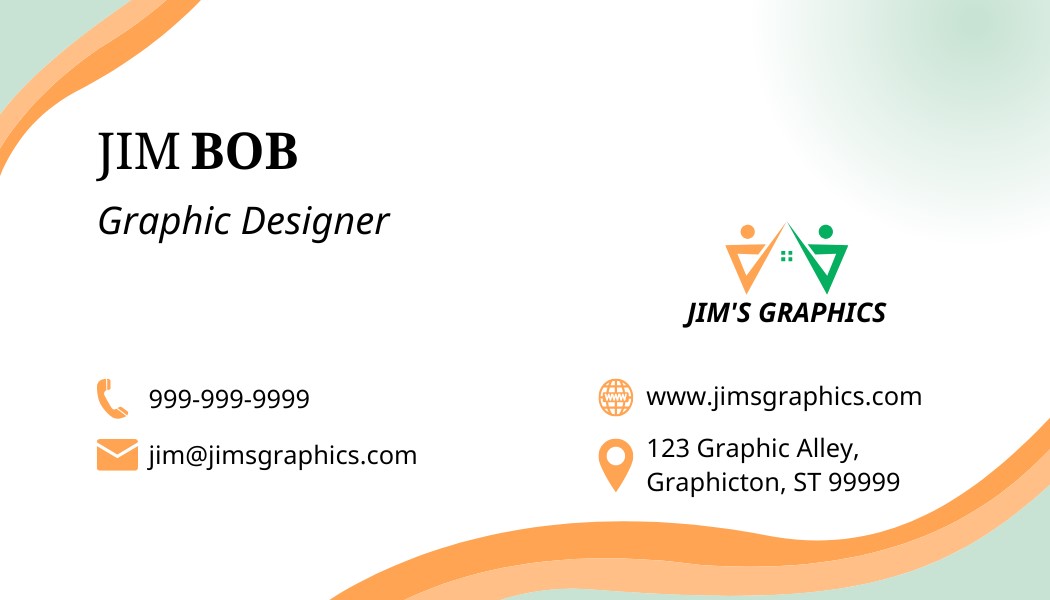 JIM BOB
Graphic Designer
JIM'S GRAPHICS
999-999-9999
jim@jimsgraphics.com
www.jimsgraphics.com
123 Graphic Alley,
Graphicton, ST 99999